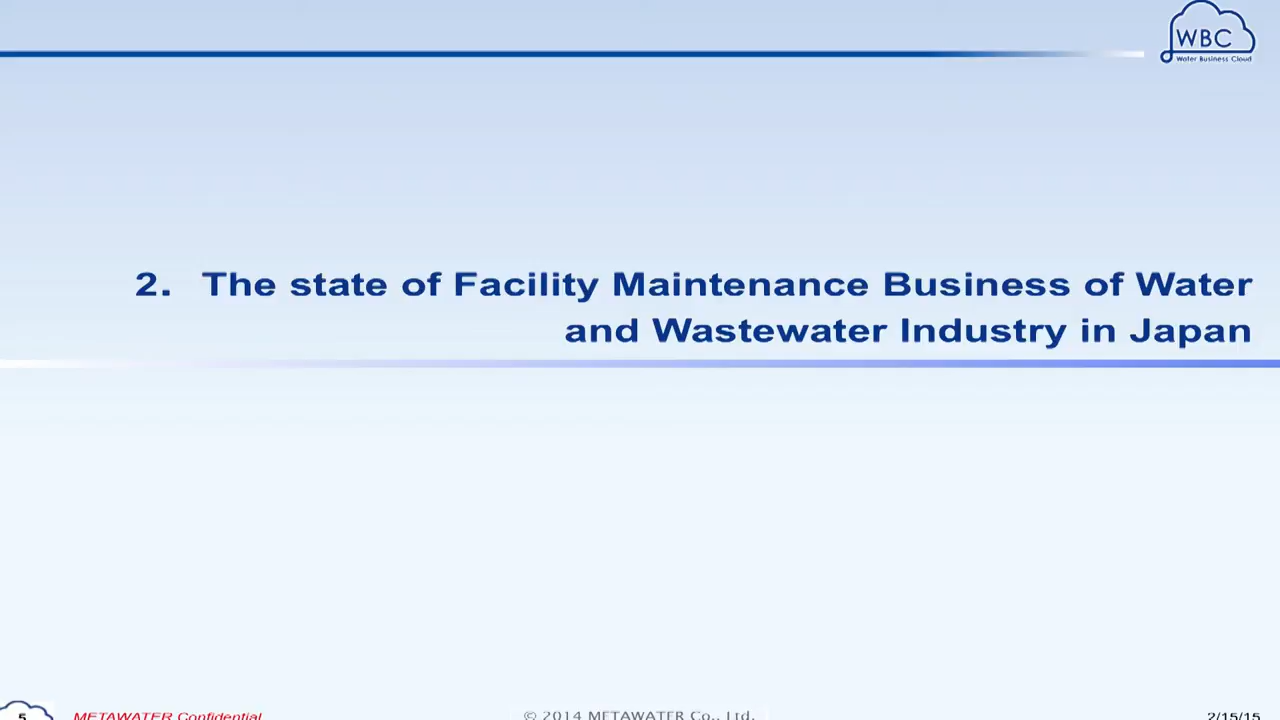 WBC
Water Business Cloud
2. The state of Facility Maintenance Business of Water
and Wastewater Industry in Japan
5
METAWATER Confidential
© 2014 METAWATER Co., Ltd.
2/15/15